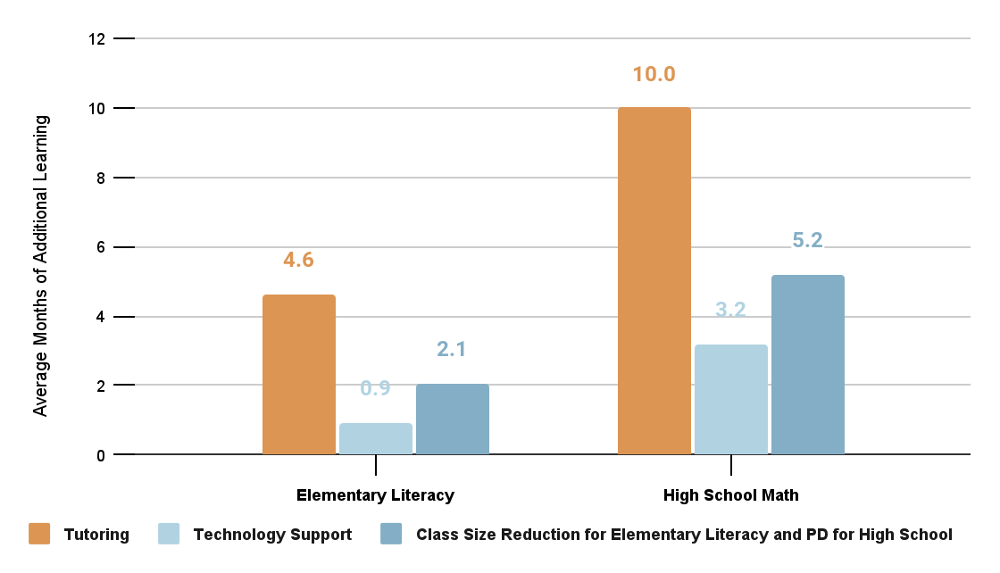 12
10.0
10
Average Months of Additional Learning
8
6
5.2
4.6
4
3.2
2.1
2
0.9
0
Elementary Literacy
High School Math
Tutoring
Technology Support
Class Size Reduction for Elementary Literacy and PD for High School